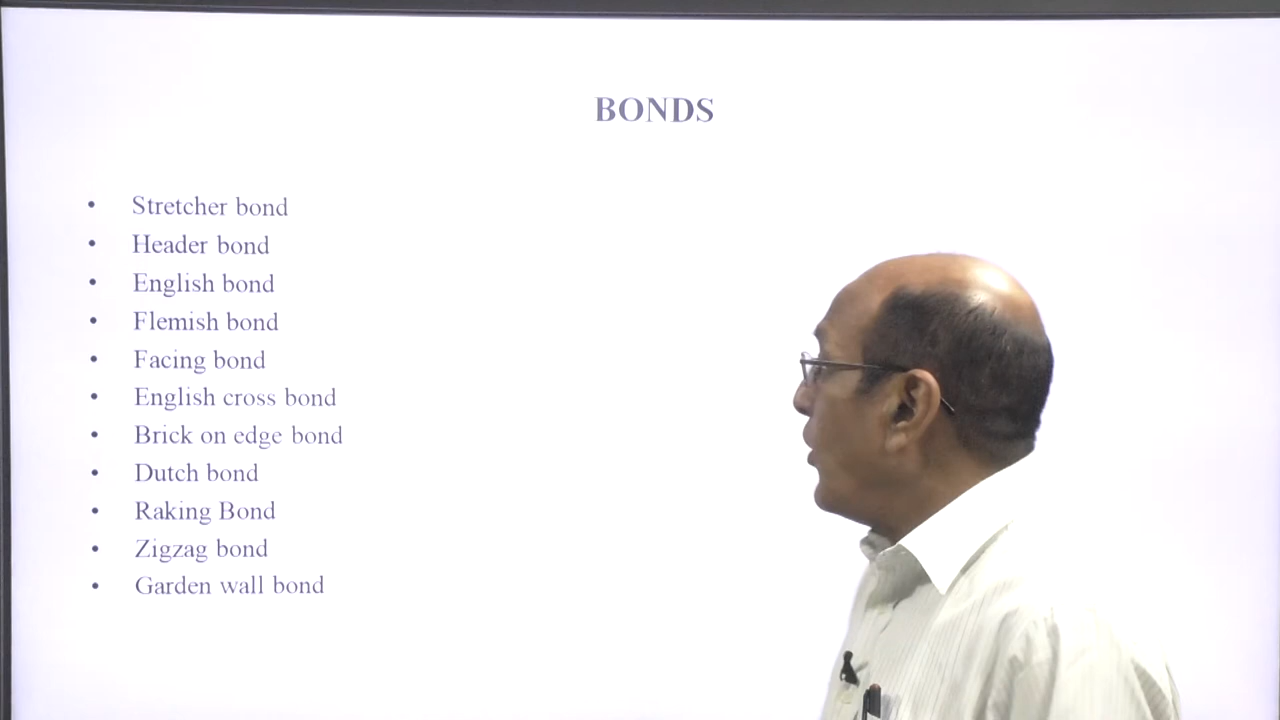 BONDS
• Stretcher bond
• Header bond
• English bond
• Flemish bond
• Facing bond
• English cross bond
• Brick on edge bond
• Dutch bond
• Raking Bond
• Zigzag bond
• Garden wall bond